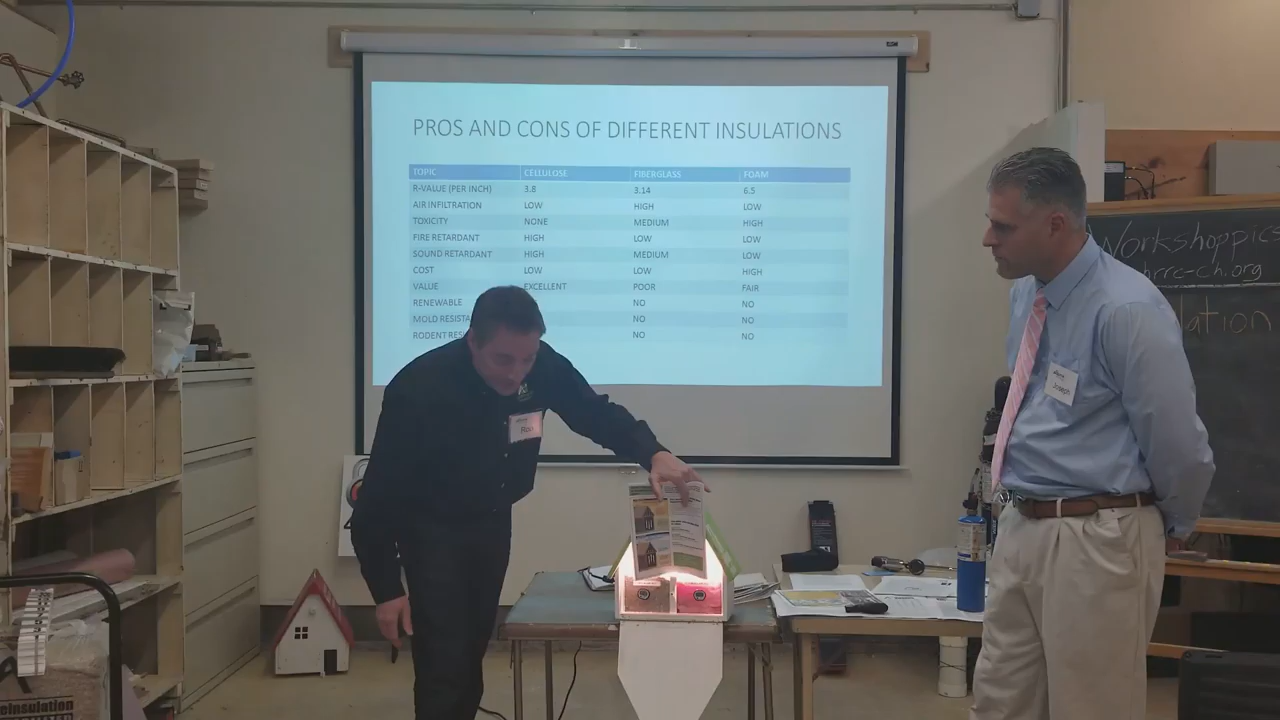 PROS AND CONS OF DIFFERENT INSULATIONS
TOPIC CELLULOSE FIBERGLASS FOAM
R-VALUE (PER INCH) 3.8 3.14 6.5
AIR INFILTRATION LOW HIGH LOW
TOXICITY NONE MEDIUM HIGH
FIRE RETARDANT HIGH LOW LOW
SOUND RETARDANT HIGH MEDIUM LOW
COST LOW LOW HIGH
VALUE EXCELLENT POOR FAIR
RENEWABLE NO NO
MOLD RESISTA NO NO
RODENT RES NO NO
Workshoppics
hrrc-ch.org
lation
Joseph
Ron
einsulation